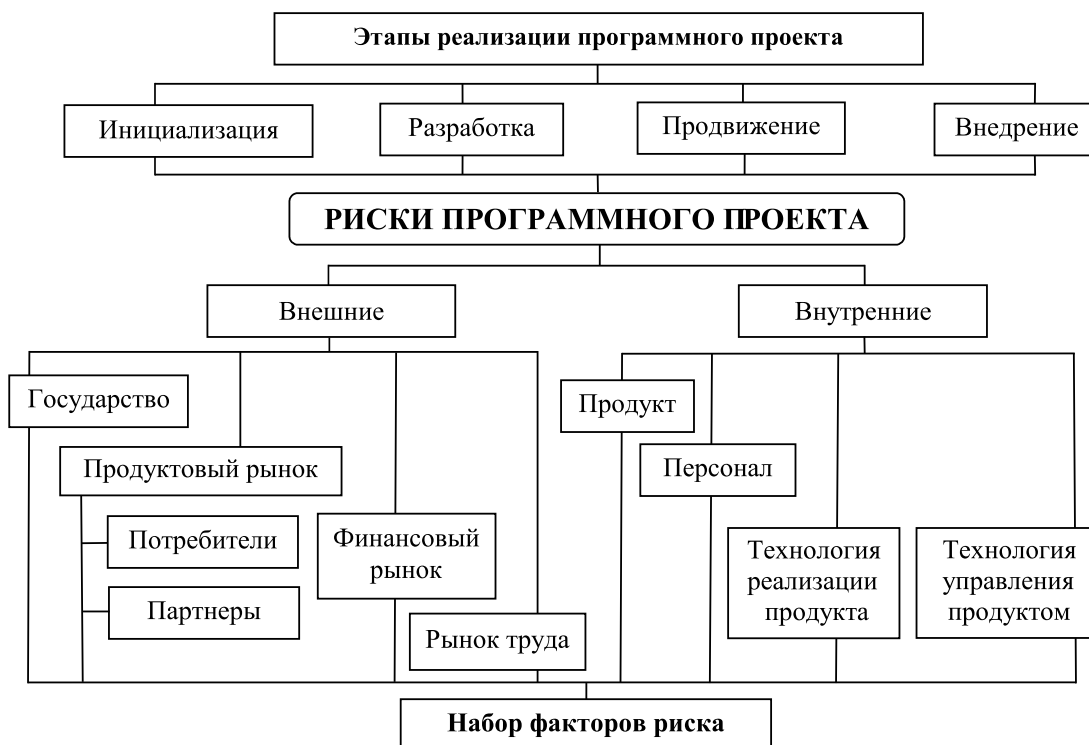 Этапы реализации программного проекта
Инициализация
Разработка
Продвижение
Внедрение
РИСКИ ПРОГРАММНОГО ПРОЕКТА
Внешние
Внутренние
Государство
Продукт
Продуктовый рынок
Персонал
Потребители
Финансовый
рынок
Технология
реализации
продукта
Технология
управления
продуктом
Партнеры
Рынок труда
Набор факторов риска